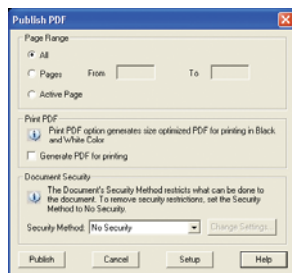 Publish PDF
Page Range
All
Pages From To
Active Page
Print PDF
Print PDF option generates size optimized PDF for printing in Black
and White Color
Generate PDF for printing
Document Security
The Document's Security Method restricts what can be done to
the document. To remove security restrictions, set the Security
Method to No Security.
Security Method: No Security Change Settings...
Publish Cancel Setup Help